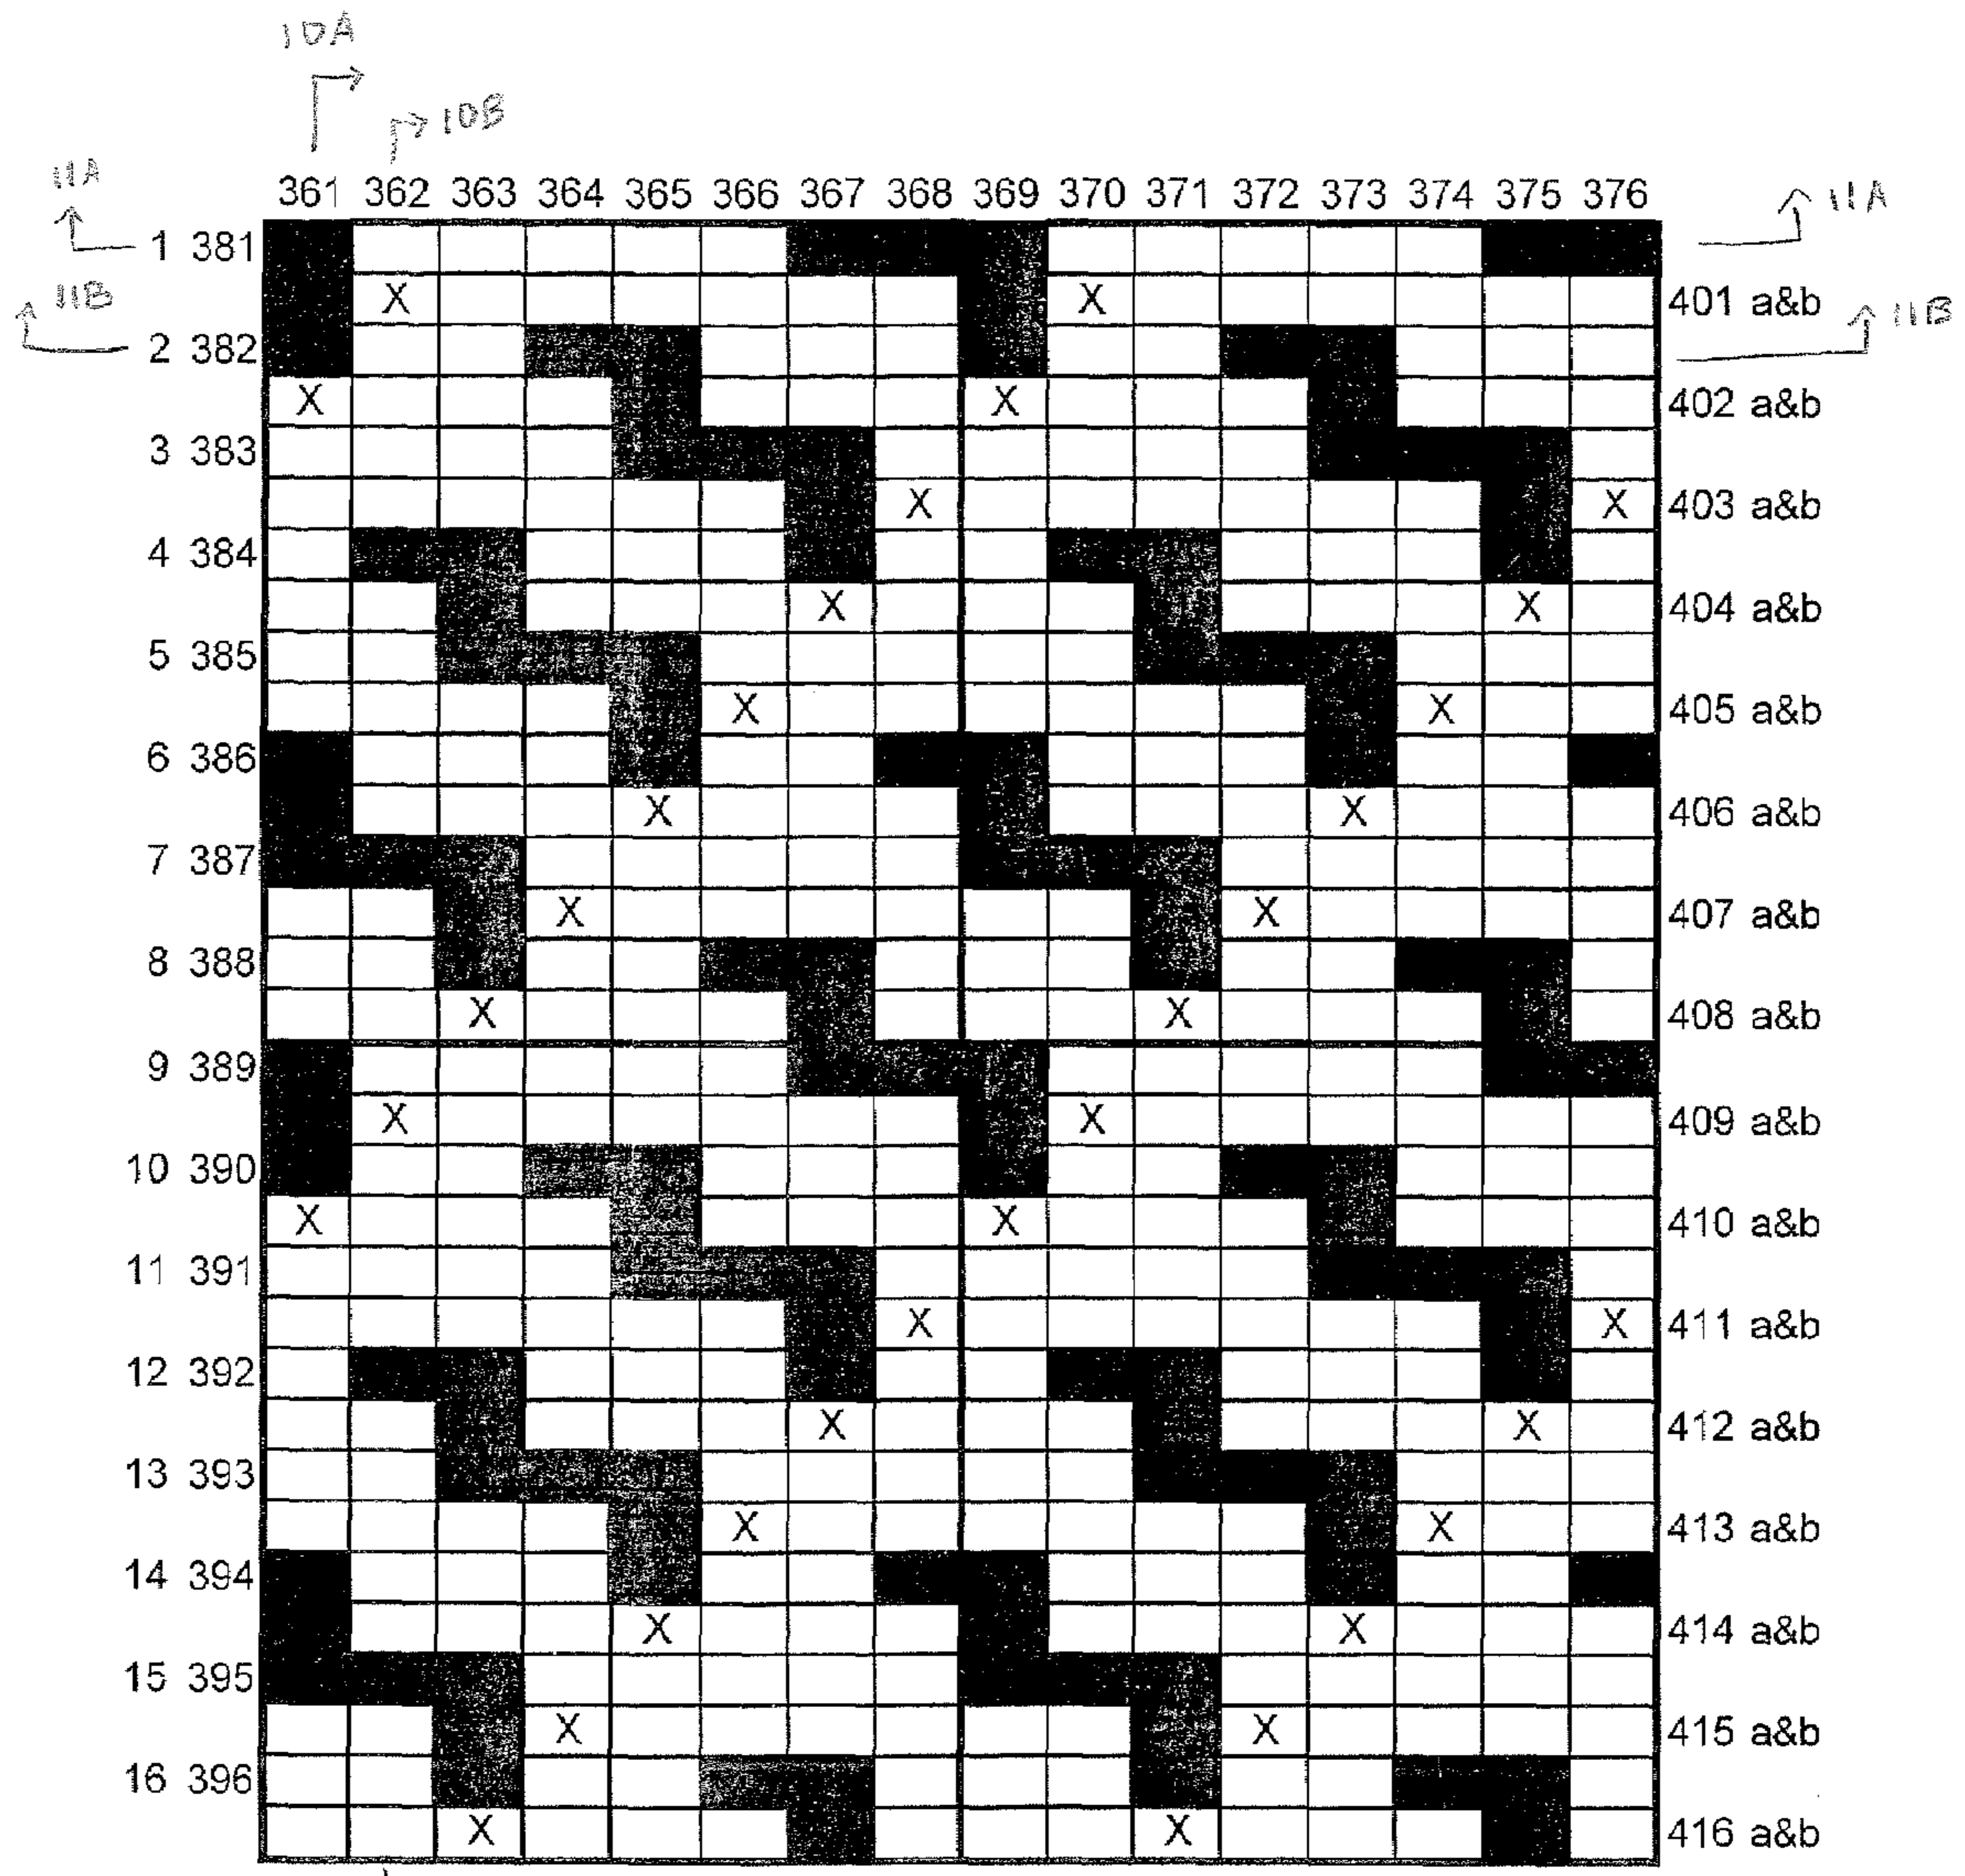 10A
10B
11A
361 362 363 364 365 366 367 368 369 370 371 372 373 374 375 376
11A
1 381
11B
X X 401 a&b
11B
2 382
X X 402 a&b
3 383
X X 403 a&b
4 384
X X 404 a&b
5 385
X X 405 a&b
6 386
X X 406 a&b
7 387
X X 407 a&b
8 388
X X 408 a&b
9 389
X X 409 a&b
10 390
X X 410 a&b
11 391
X X 411 a&b
12 392
X X 412 a&b
13 393
X X 413 a&b
14 394
X X 414 a&b
15 395
X X 415 a&b
16 396
X X 416 a&b